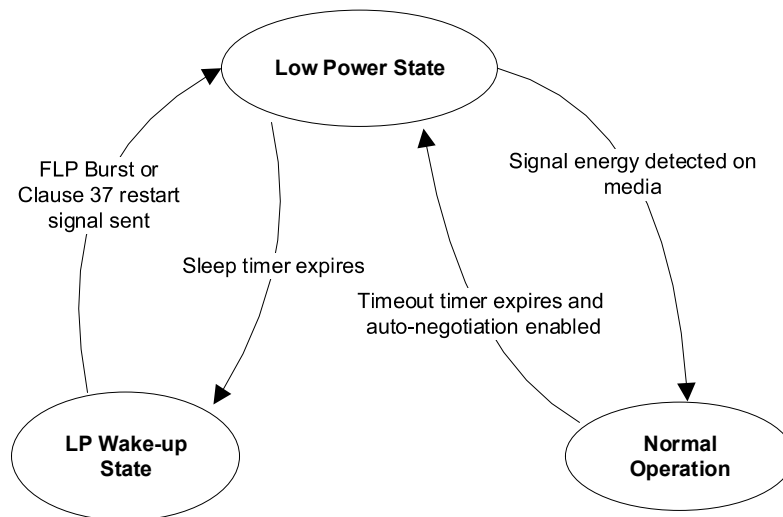 Low Power State
FLP Burst or
Clause 37 restart
signal sent
Signal energy detected on
media
Sleep timer expires
Timeout timer expires and
auto-negotiation enabled
LP Wake-up
State
Normal
Operation